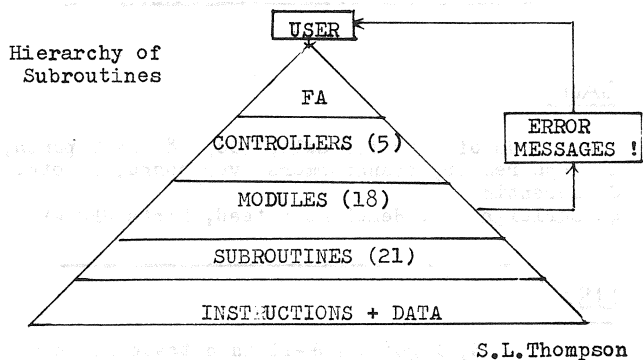 USER
Hierarchy of
Subroutines
FA
ERROR
MESSAGES !
CONTROLLERS (5)
MODULES (18)
SUBROUTINES (21)
INSTRUCTIONS + DATA
S.L.Thompson